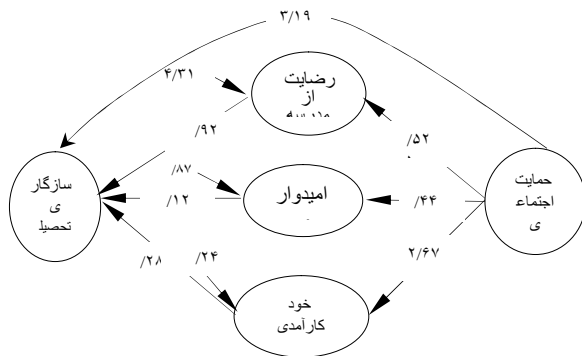 ۳/۱۹
۴/۳۱
رضایت
از
/۹۲
/۵۲
سازگار
ی
تحصیل
/۸۷
/۱۲
امیدوار
/۴۴
حمایت
اجتماع
ی
/۲۸
/۲۴
۲/۶۷
خود
کارآمدی